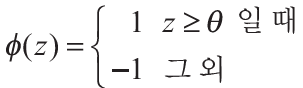 ϕ(z) = { 1 z ≥ θ 일 때
−1 그 외